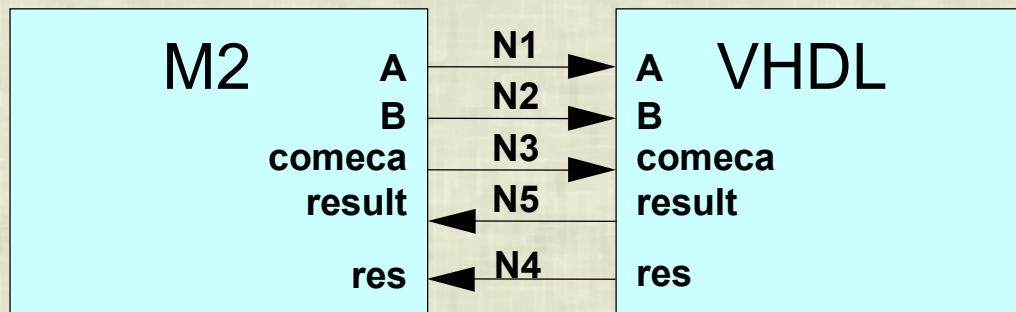 M2
VHDL
A
N1
A
B
N2
B
comeca
N3
comeca
result
N5
result
res
N4
res